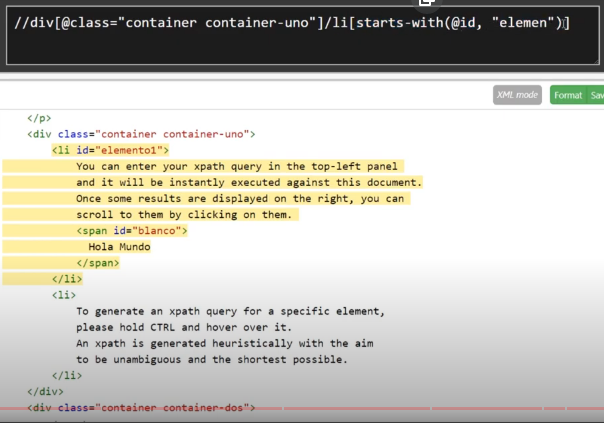 //div[@class="container container-uno"]/li[starts-with(@id, "elemen")]
XML mode Format Sav
</p>
<div class="container container-uno">
<li id="elemento1">
You can enter your xpath query in the top-left panel
and it will be instantly executed against this document.
Once some results are displayed on the right, you can
scroll to them by clicking on them.
<span id="blanco">
Hola Mundo
</span>
</li>
<li>
To generate an xpath query for a specific element,
please hold CTRL and hover over it.
An xpath is generated heuristically with the aim
to be unambiguous and the shortest possible.
</li>
</div>
<div class="container container-dos">